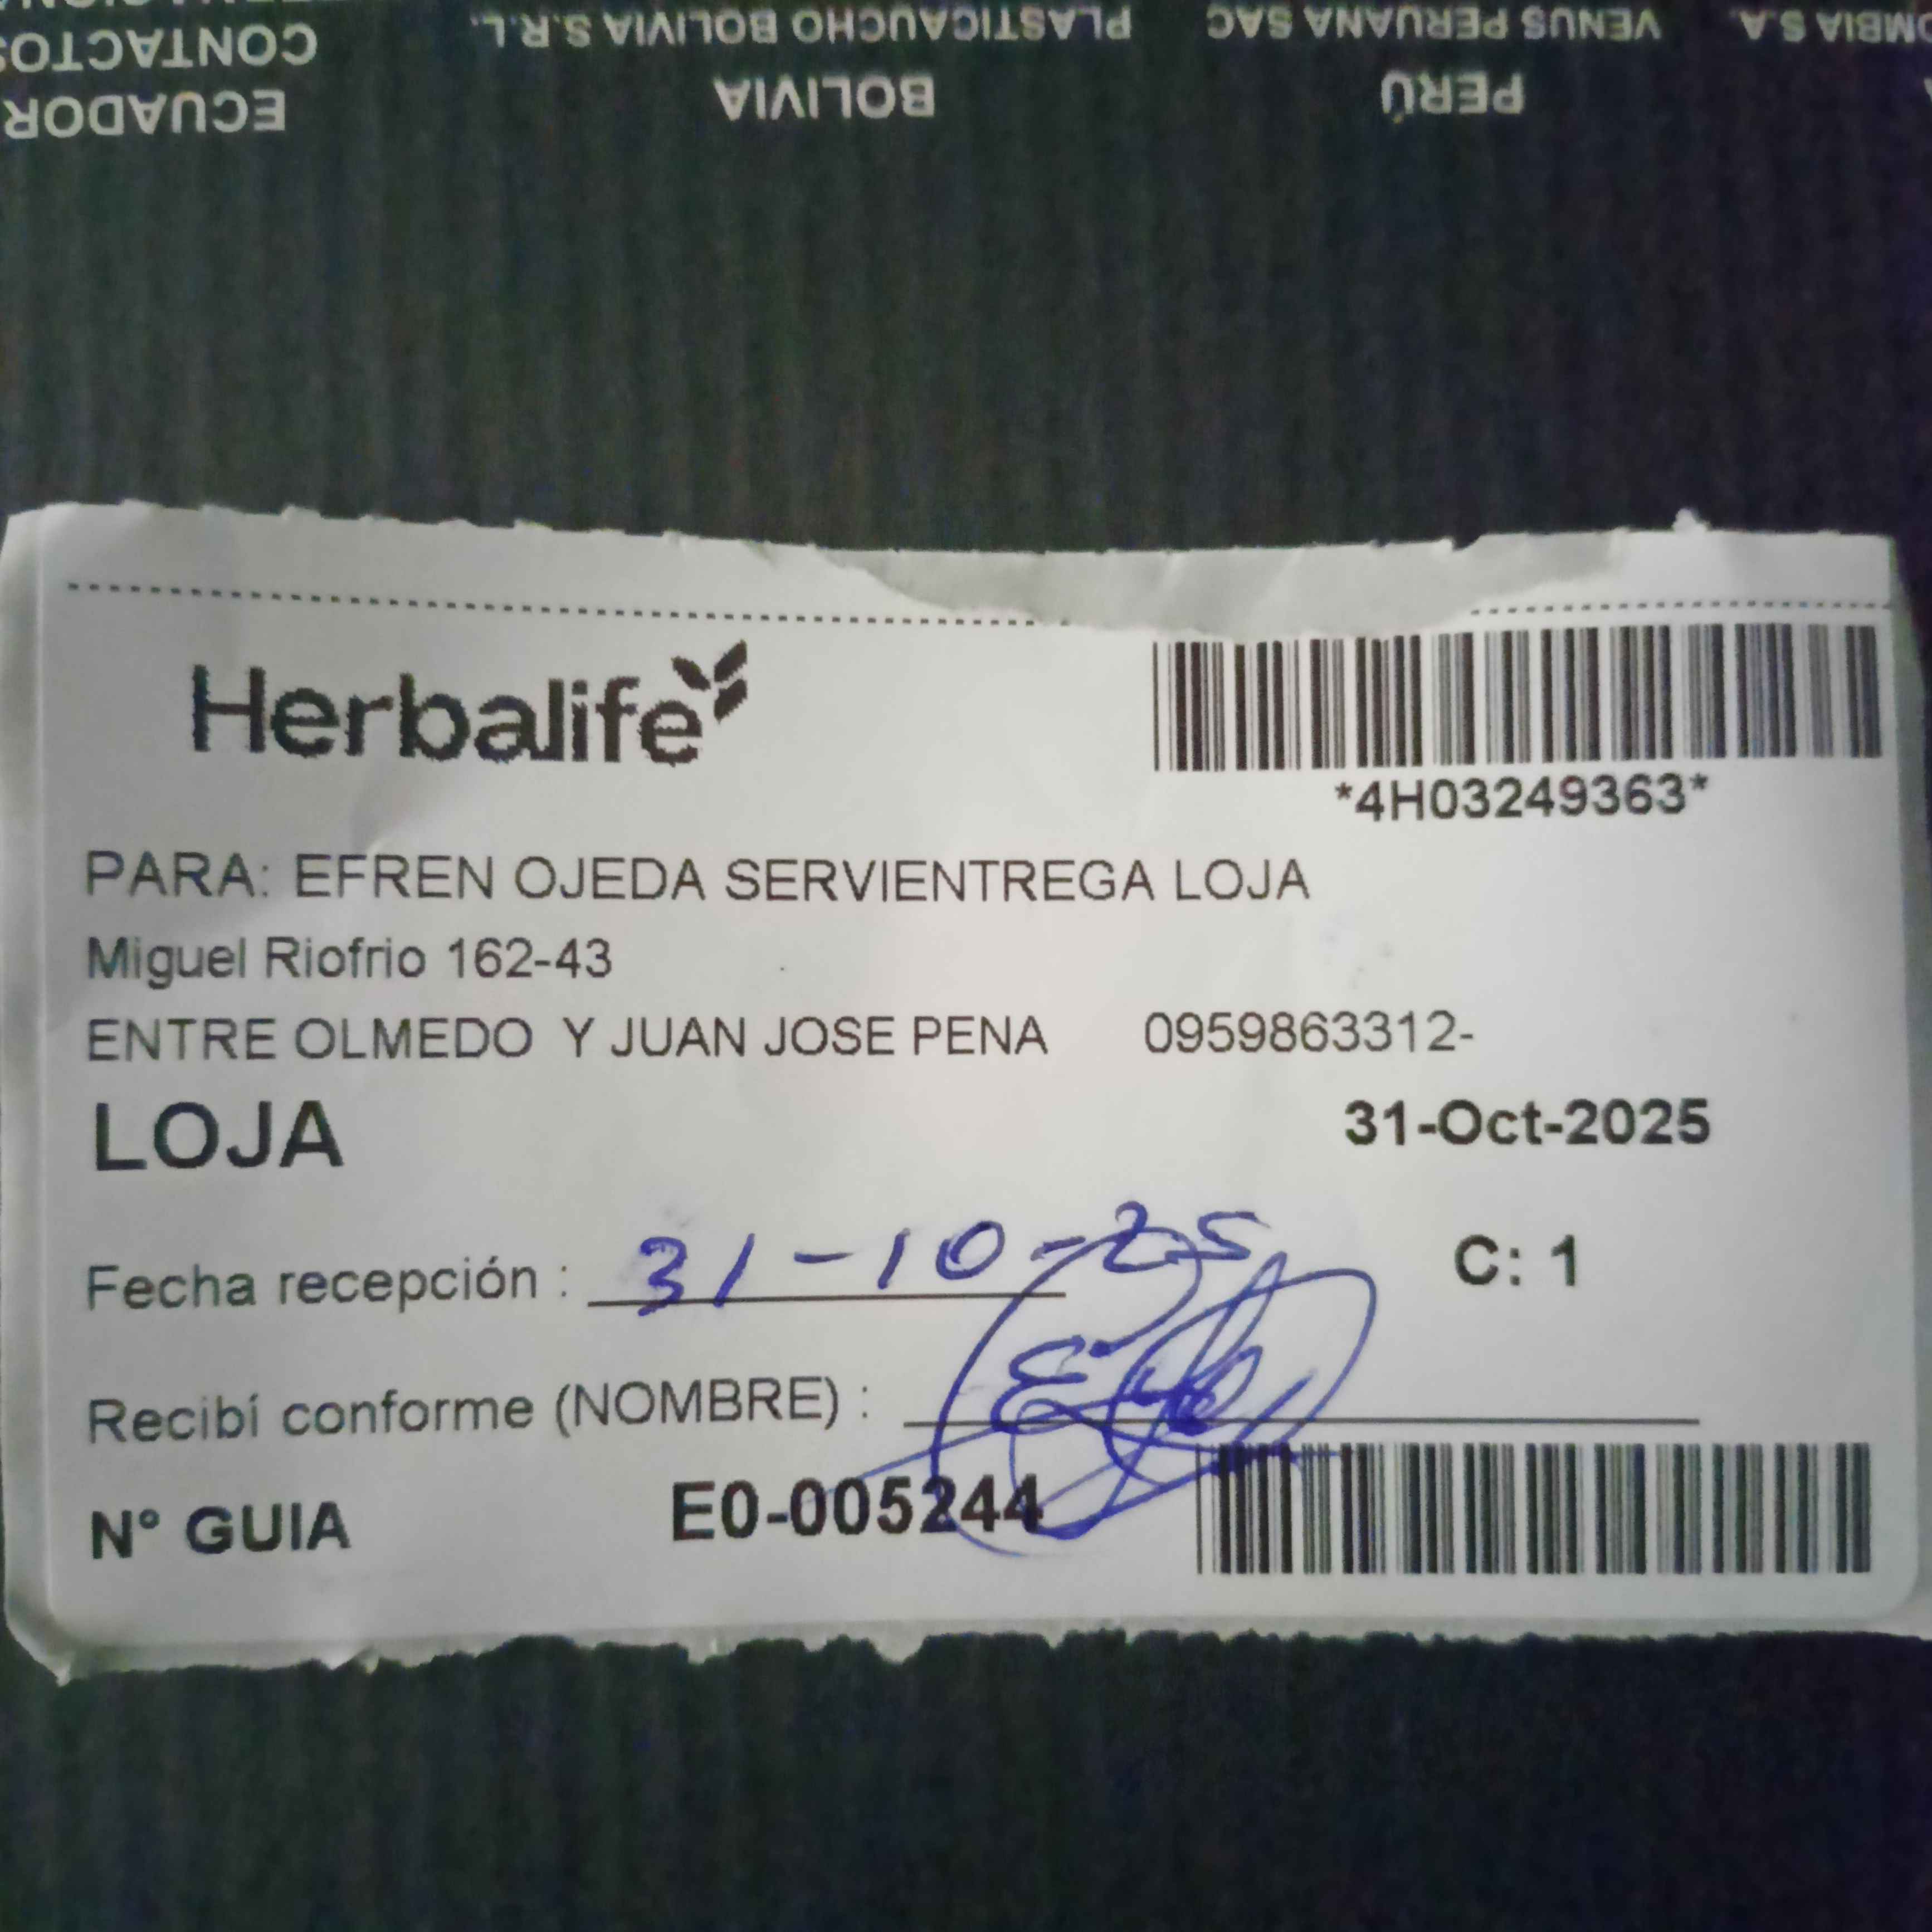 ECUADOR
CONTACTOS
BOLIVIA
PLASTICAUCHO BOLIVIA S.R.L.
PERÚ
VENUS PERUANA SAC
Herbalife
*4H03249363*
PARA: EFREN OJEDA SERVIENTREGA LOJA
Miguel Riofrio 162-43
ENTRE OLMEDO Y JUAN JOSE PENA 0959863312-
LOJA 31-Oct-2025
Fecha recepción : 31-10-25 C: 1
Recibí conforme (NOMBRE) :
N° GUIA E0-005244